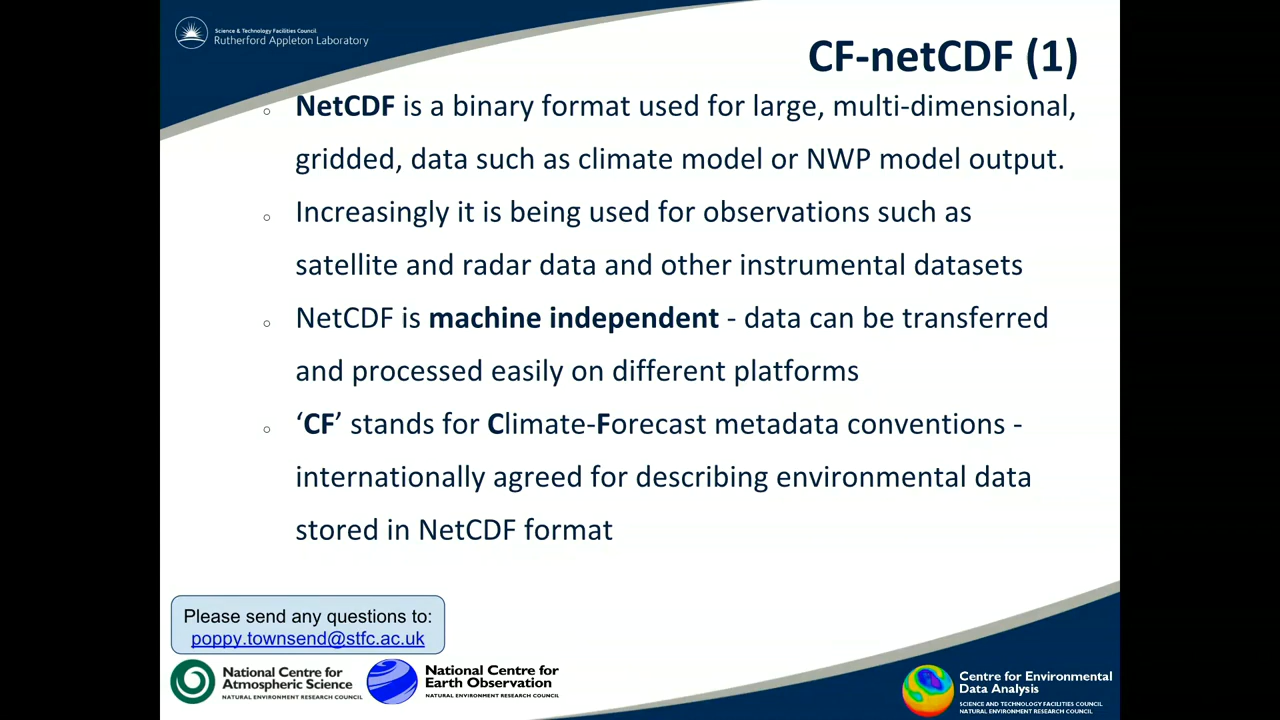 Science & Technology Facilities Council
Rutherford Appleton Laboratory
CF-netCDF (1)
○ NetCDF is a binary format used for large, multi-dimensional,
gridded, data such as climate model or NWP model output.
○ Increasingly it is being used for observations such as
satellite and radar data and other instrumental datasets
○ NetCDF is machine independent - data can be transferred
and processed easily on different platforms
○ ‘CF’ stands for Climate-Forecast metadata conventions -
internationally agreed for describing environmental data
stored in NetCDF format
Please send any questions to:
poppy.townsend@stfc.ac.uk
National Centre for
Atmospheric Science
NATURAL ENVIRONMENT RESEARCH COUNCIL
National Centre for
Earth Observation
NATURAL ENVIRONMENT RESEARCH COUNCIL
Centre for Environmental
Data Analysis
SCIENCE AND TECHNOLOGY FACILITIES COUNCIL
NATURAL ENVIRONMENT RESEARCH COUNCIL